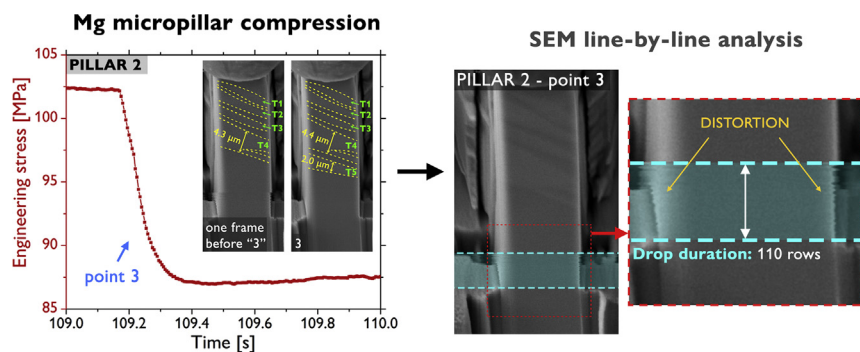 Mg micropillar compression
PILLAR 2
105
100
95
90
85
109.0
109.2
109.4
109.6
109.8
110.0
Engineering stress [MPa]
Time [s]
point 3
T1
T2
T3
4.3 μm
T4
one frame
before "3"
T1
T2
T3
4.4 μm
T4
2.0 μm
T5
3
SEM line-by-line analysis
PILLAR 2 - point 3
DISTORTION
Drop duration: 110 rows